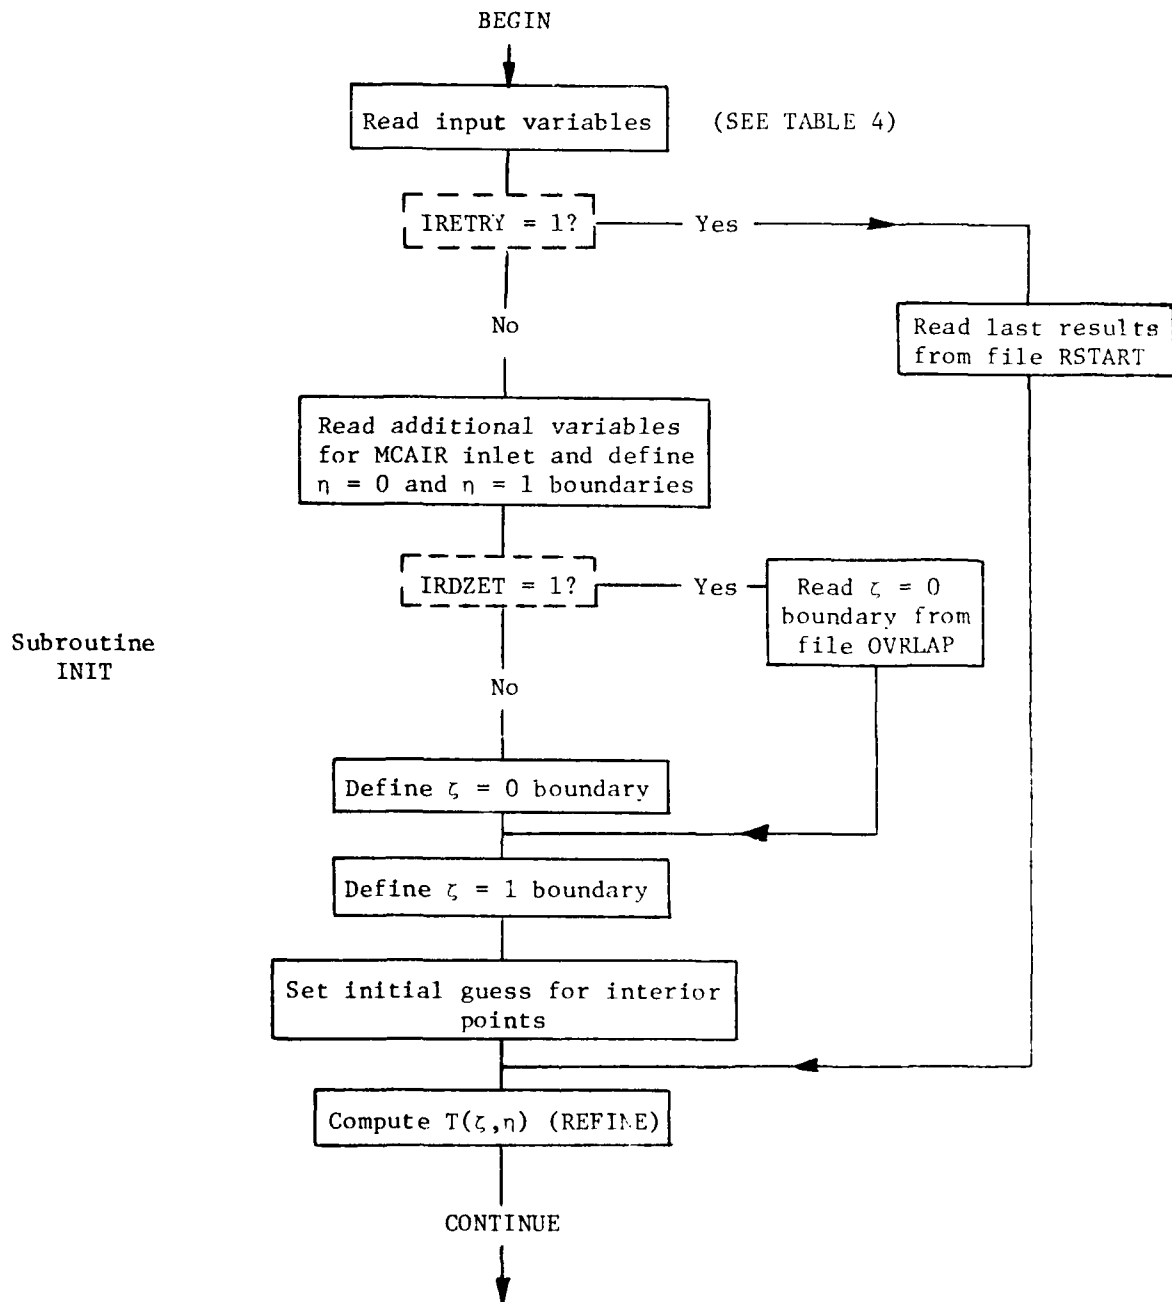 BEGIN
Read input variables
(SEE TABLE 4)
IRETRY = 1?
Yes
No
Read last results
from file RSTART
Read additional variables
for MCAIR inlet and define
η = 0 and η = 1 boundaries
IRDZET = 1?
Yes
Read ζ = 0
boundary from
file OVRLAP
Subroutine
INIT
No
Define ζ = 0 boundary
Define ζ = 1 boundary
Set initial guess for interior
points
Compute T(ζ,η) (REFINE)
CONTINUE